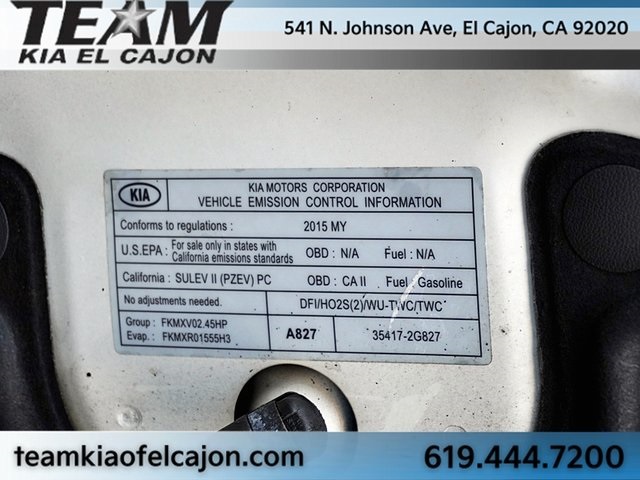 TEAM
KIA EL CAJON
541 N. Johnson Ave, El Cajon, CA 92020
KIA
KIA MOTORS CORPORATION
VEHICLE EMISSION CONTROL INFORMATION
Conforms to regulations : 2015 MY
U.S.EPA : For sale only in states with California emissions standards OBD : N/A Fuel : N/A
California : SULEV II (PZEV) PC OBD : CA II Fuel : Gasoline
No adjustments needed. DFI/HO2S(2)/WU-TWC/TWC
Group : FKMXV02.45HP
Evap. : FKMXR01555H3 A827 35417-2G827
teamkiaofelcajon.com 619.444.7200